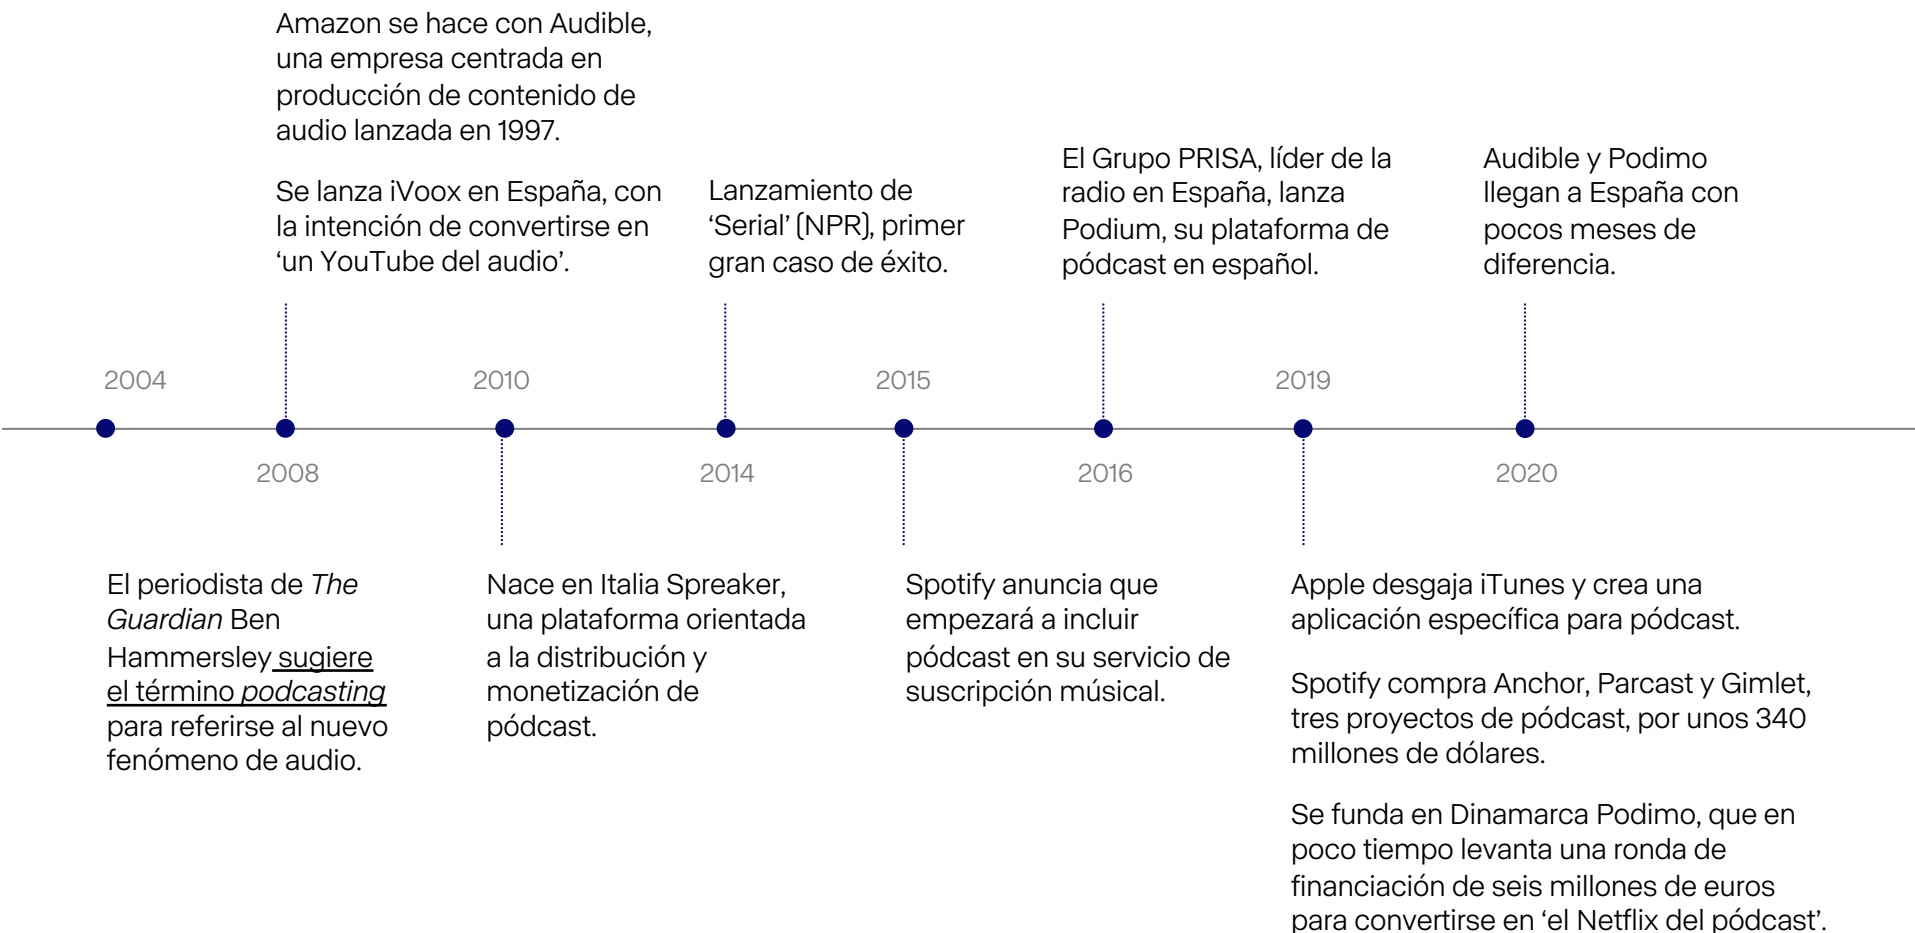 Amazon se hace con Audible,
una empresa centrada en
producción de contenido de
audio lanzada en 1997.
Se lanza iVoox en España, con
la intención de convertirse en
‘un YouTube del audio’.
Lanzamiento de
‘Serial’ (NPR), primer
gran caso de éxito.
El Grupo PRISA, líder de la
radio en España, lanza
Podium, su plataforma de
pódcast en español.
Audible y Podimo
llegan a España con
pocos meses de
diferencia.
2004
2010
2015
2019
2008
2014
2016
2020
El periodista de The
Guardian Ben
Hammersley sugiere
el término podcasting
para referirse al nuevo
fenómeno de audio.
Nace en Italia Spreaker,
una plataforma orientada
a la distribución y
monetización de
pódcast.
Spotify anuncia que
empezará a incluir
pódcast en su servicio de
suscripción músical.
Apple desgaja iTunes y crea una
aplicación específica para pódcast.
Spotify compra Anchor, Parcast y Gimlet,
tres proyectos de pódcast, por unos 340
millones de dólares.
Se funda en Dinamarca Podimo, que en
poco tiempo levanta una ronda de
financiación de seis millones de euros
para convertirse en ‘el Netflix del pódcast’.